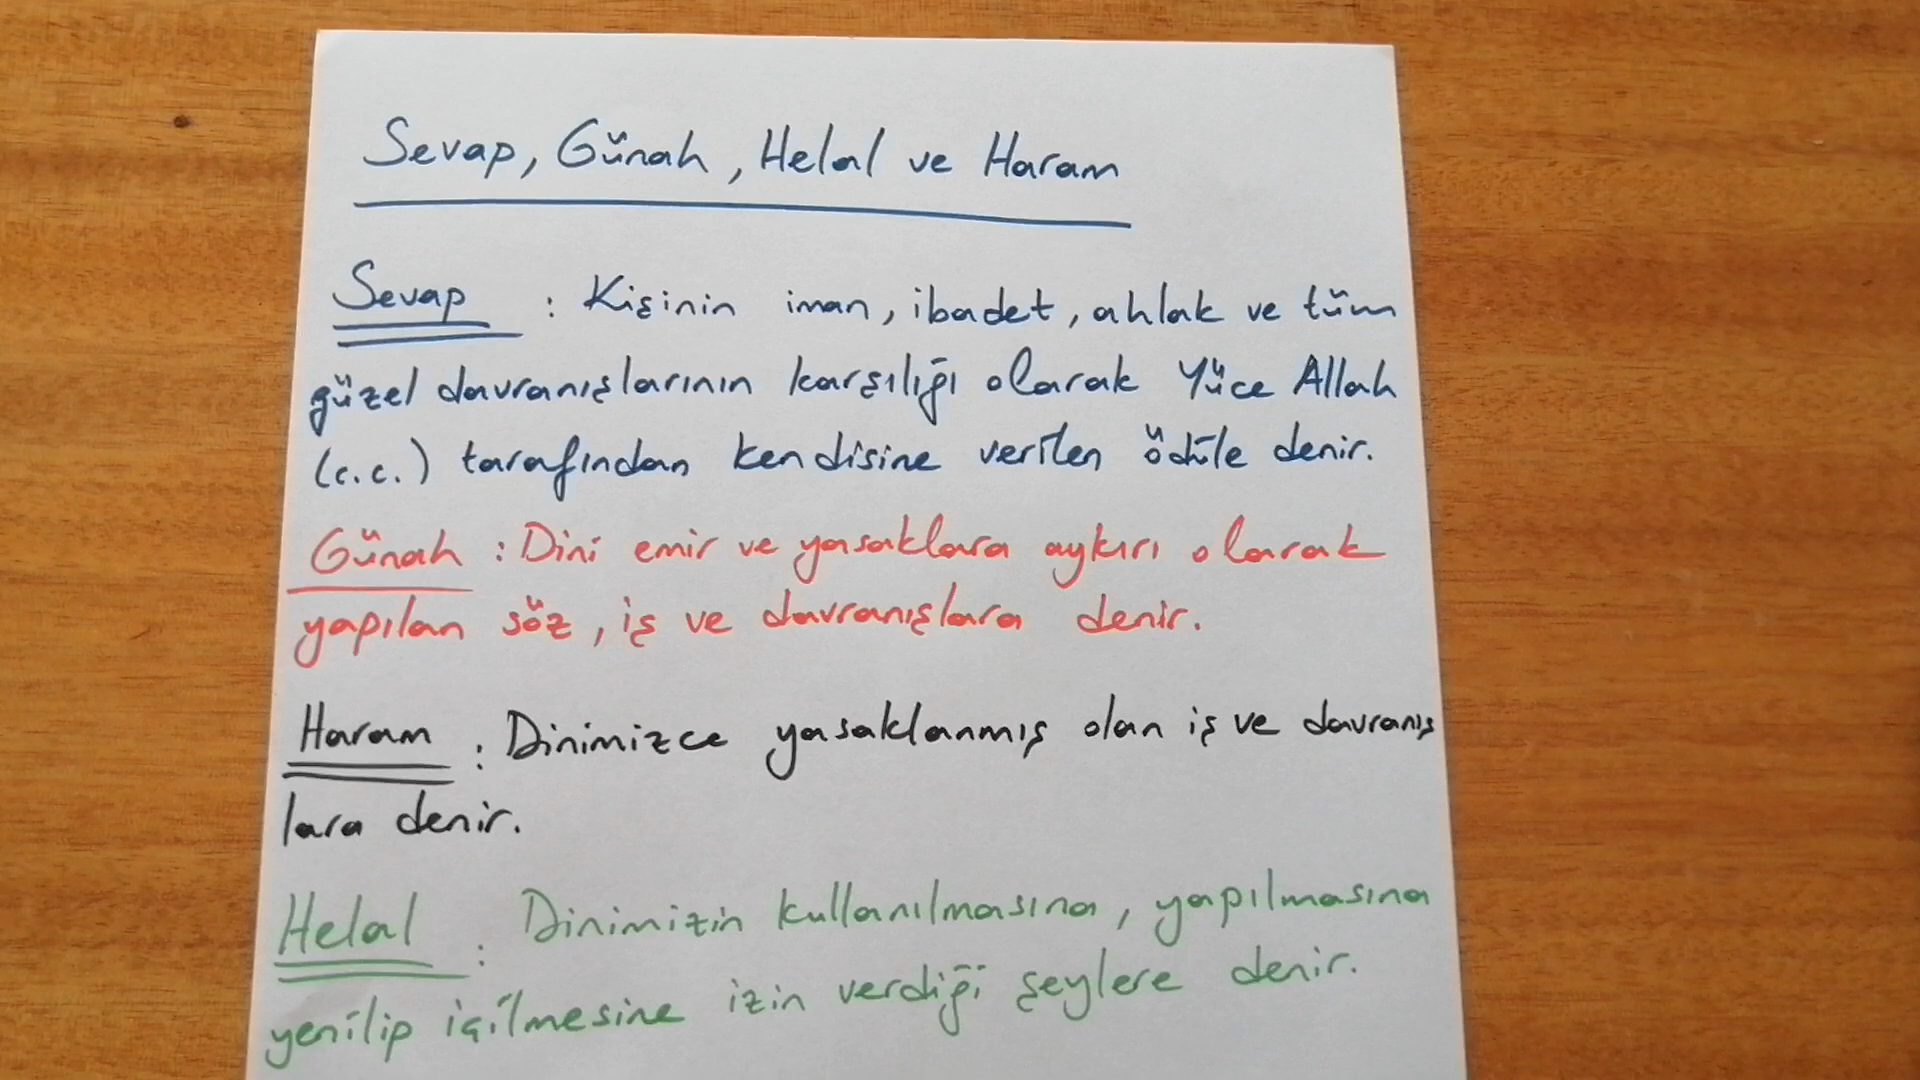 Sevap, Günah, Helal ve Haram
Sevap : Kişinin iman, ibadet, ahlak ve tüm
güzel davranışlarının karşılığı olarak Yüce Allah
(c.c.) tarafından kendisine verilen ödüle denir.
Günah : Dini emir ve yasaklara aykırı olarak
yapılan söz, iş ve davranışlara denir.
Haram : Dinimizce yasaklanmış olan iş ve davranış
lara denir.
Helal : Dinimizin kullanılmasına, yapılmasına
yenilip içilmesine izin verdiği şeylere denir.